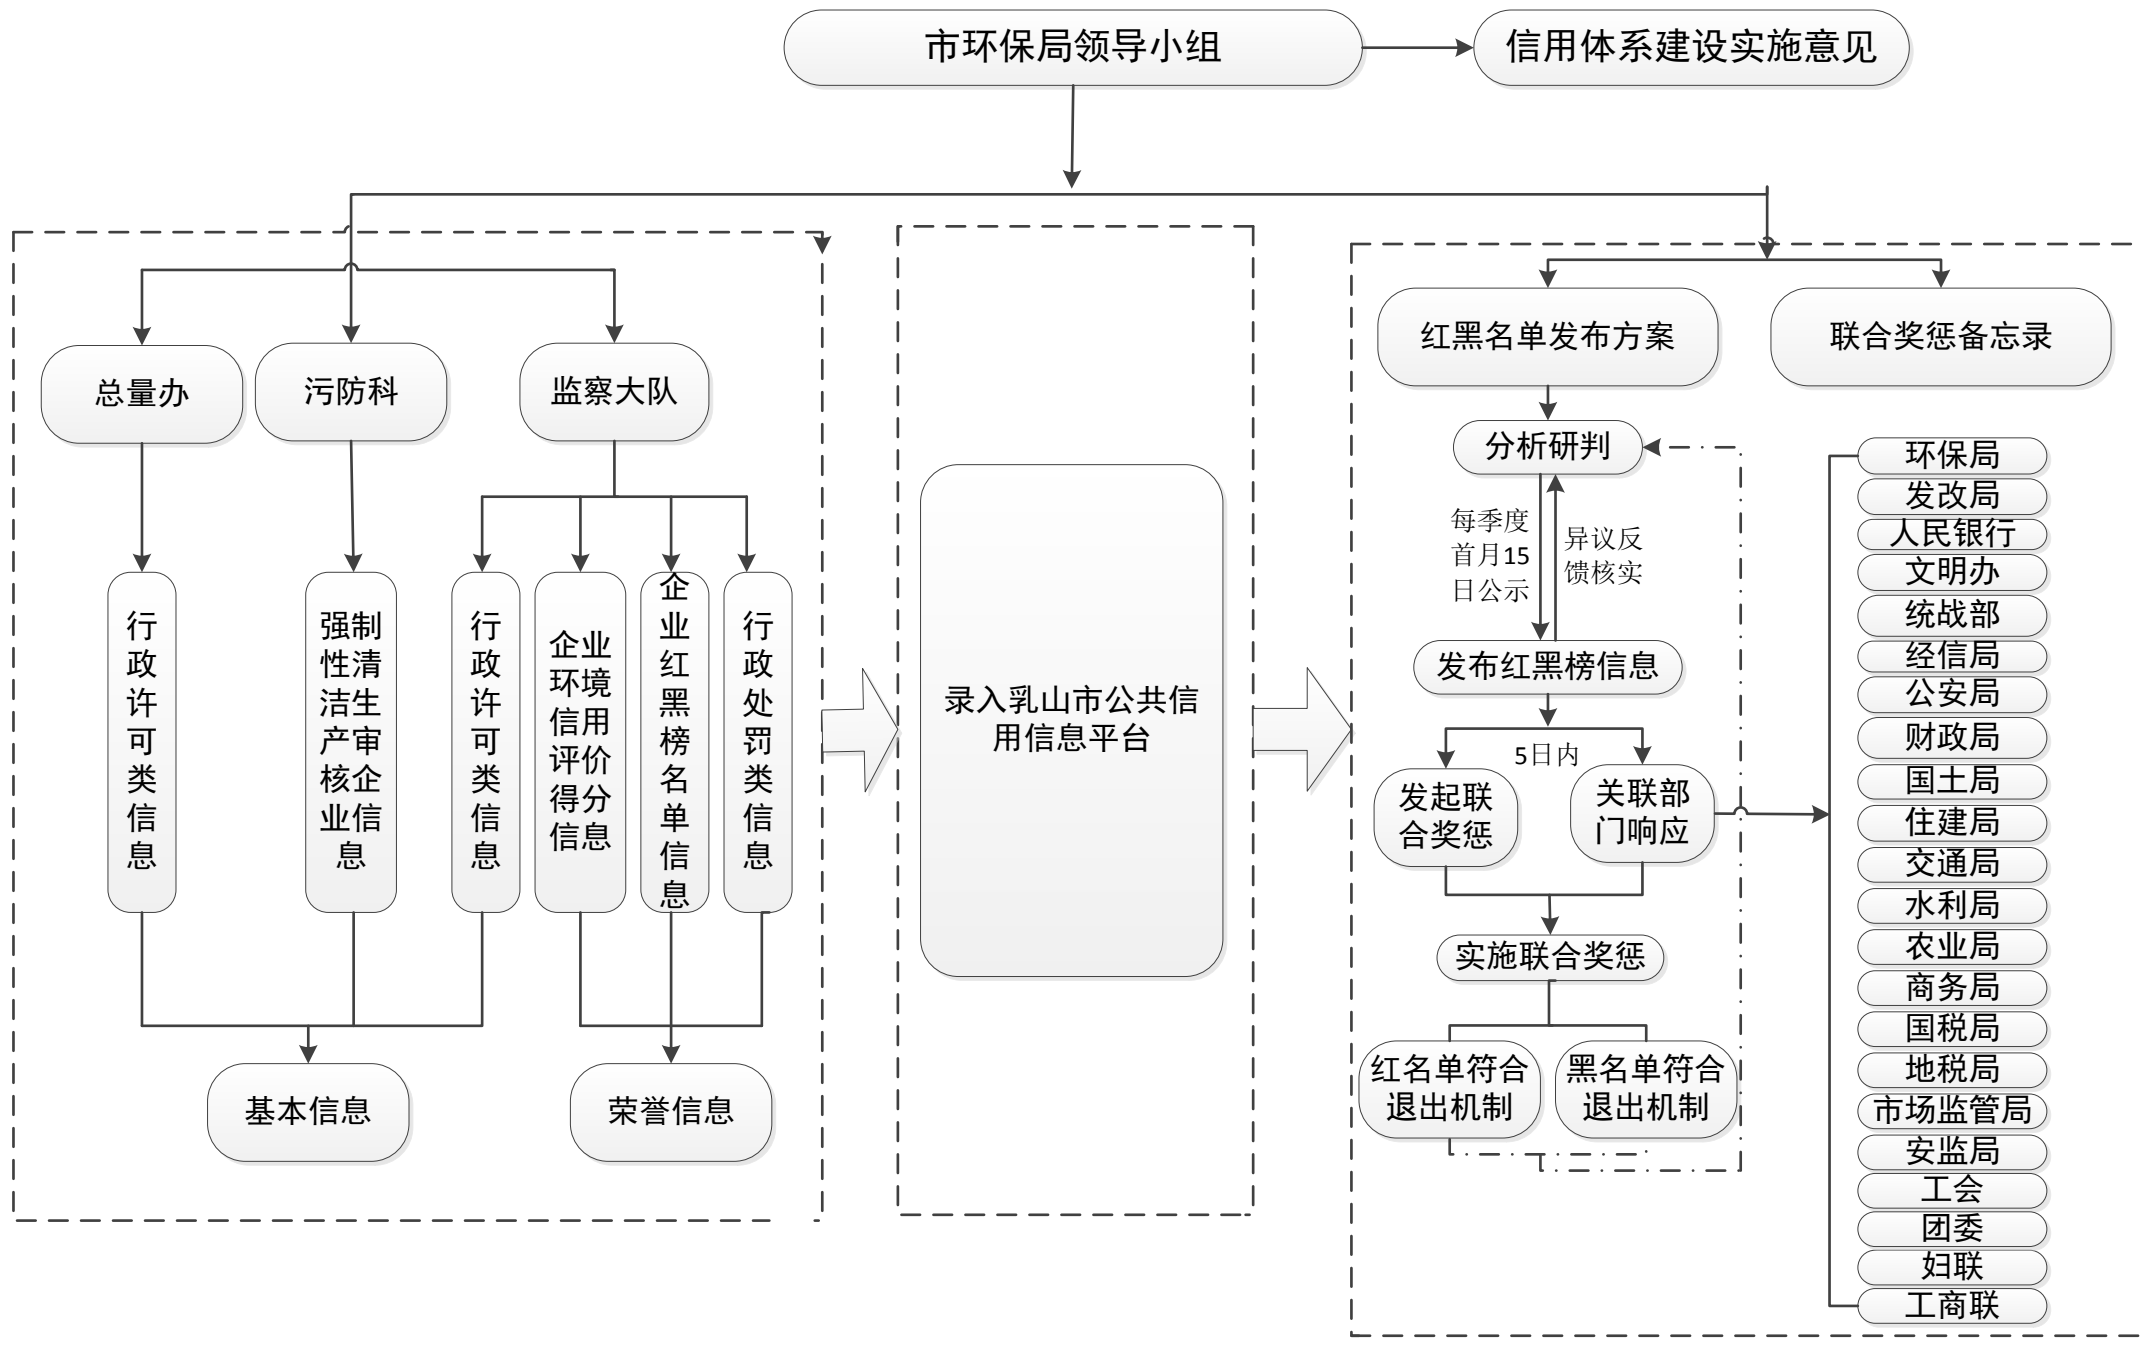 市环保局领导小组
信用体系建设实施意见
总量办
污防科
监察大队
行
政
许
可
类
信
息
强制
性清
洁生
产审
核企
业信
息
行
政
许
可
类
信
息
企业
环境
信用
评价
得分
信息
企
业
红
黑
榜
名
单
信
息
行
政
处
罚
类
信
息
基本信息
荣誉信息
录入乳山市公共信
用信息平台
红黑名单发布方案
联合奖惩备忘录
分析研判
每季度
首月15
日公示
异议反
馈核实
发布红黑榜信息
5日内
发起联
合奖惩
关联部
门响应
实施联合奖惩
红名单符合
退出机制
黑名单符合
退出机制
环保局
发改局
人民银行
文明办
统战部
经信局
公安局
财政局
国土局
住建局
交通局
水利局
农业局
商务局
国税局
地税局
市场监管局
安监局
工会
团委
妇联
工商联